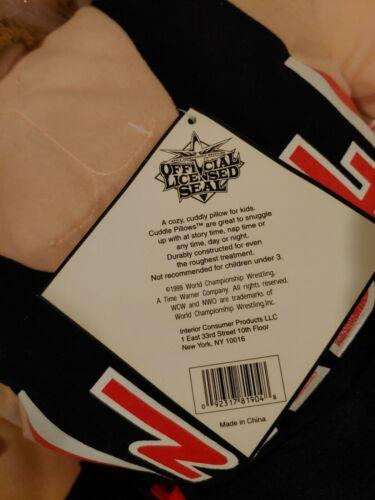 OFFICIAL
LICENSED
SEAL
A cozy, cuddly pillow for kids.
Cuddle Pillows™ are great to snuggle
up with at story time, nap time or
any time, day or night.
Durably constructed for even
the roughest treatment.
Not recommended for children under 3.
©1999 World Championship Wrestling,
A Time Warner Company. All rights reserved.
WCW and NWO are trademarks of
World Championship Wrestling,Inc.
Interior Consumer Products LLC
1 East 33rd Street 10th Floor
New York, NY 10016
0 92317 81904 8
Made in China